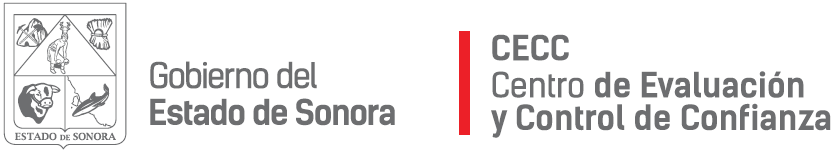 ESTADO DE SONORA
Gobierno del
Estado de Sonora
CECC
Centro de Evaluación
y Control de Confianza